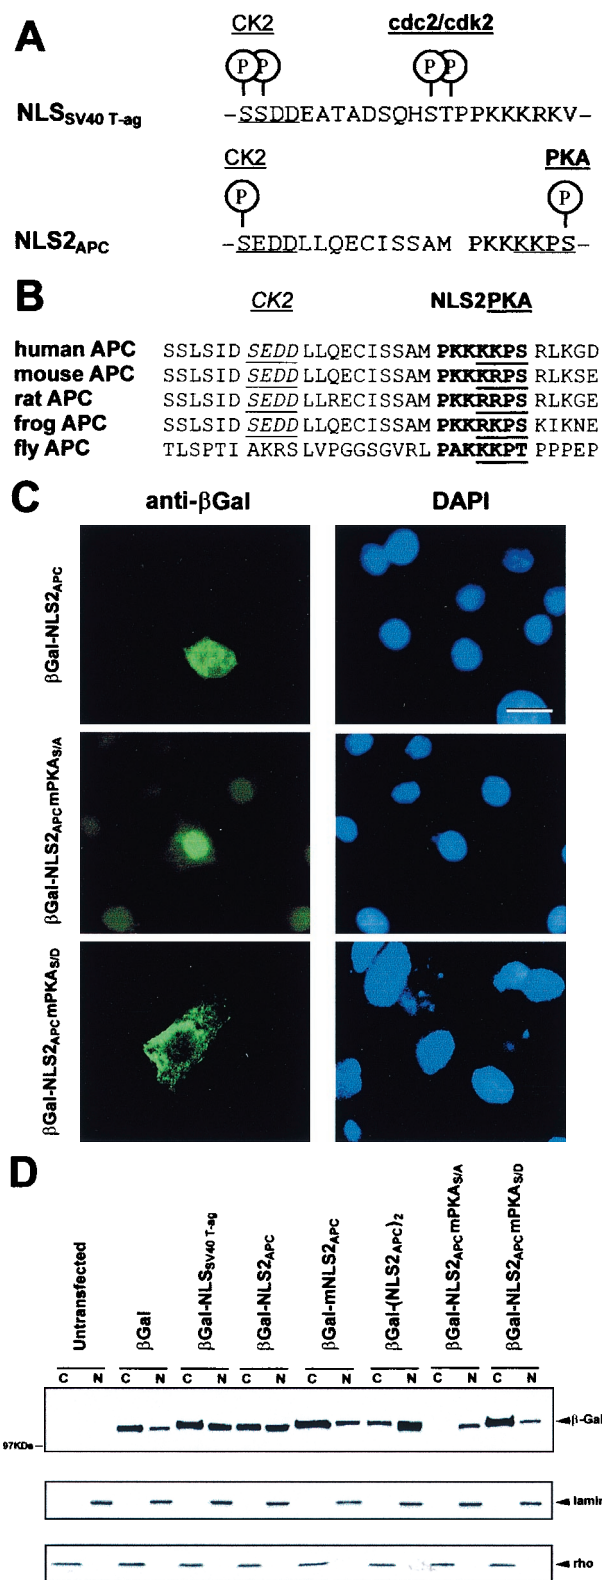 A
CK2 cdc2/cdk2
P P P P
NLSSV40 T-ag -SSDDEATADSQHSTPPKKKRKV-
CK2 PKA
P P
NLS2APC -SEDDLLQECISSAM PKKKKPS-
B
CK2 NLS2PKA
human APC SSLSID SEDD LLQECISSAM PKKKKPS RLKGD
mouse APC SSLSID SEDD LLQECISSAM PKKKRPS RLKSE
rat APC SSLSID SEDD LLRECISSAM PKKRRPS RLKGE
frog APC SSLSID SEDD LLQECISSAM PKKRKPS KIKNE
fly APC TLSPTI AKRS LVPGGSGVRL PAKKKPT PPPEP
C
anti-βGal DAPI
βGal-NLS2APC
βGal-NLS2APCmPKAS/A
βGal-NLS2APCmPKAS/D
D
Untransfected βGal βGal-NLSSV40 T-ag βGal-NLS2APC βGal-mNLS2APC βGal-(NLS2APC)2 βGal-NLS2APCmPKAS/A βGal-NLS2APCmPKAS/D
C N C N C N C N C N C N C N C N
β-Gal
97KDa
lamin
rho